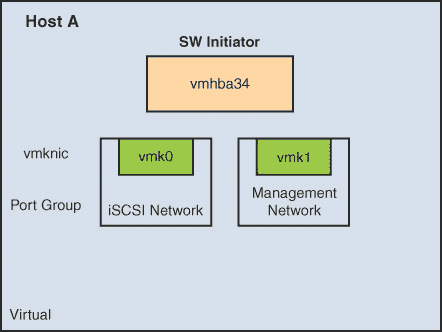 Host A
SW Initiator
vmhba34
vmknic
vmk0
vmk1
Port Group
iSCSI Network
Management
Network
Virtual